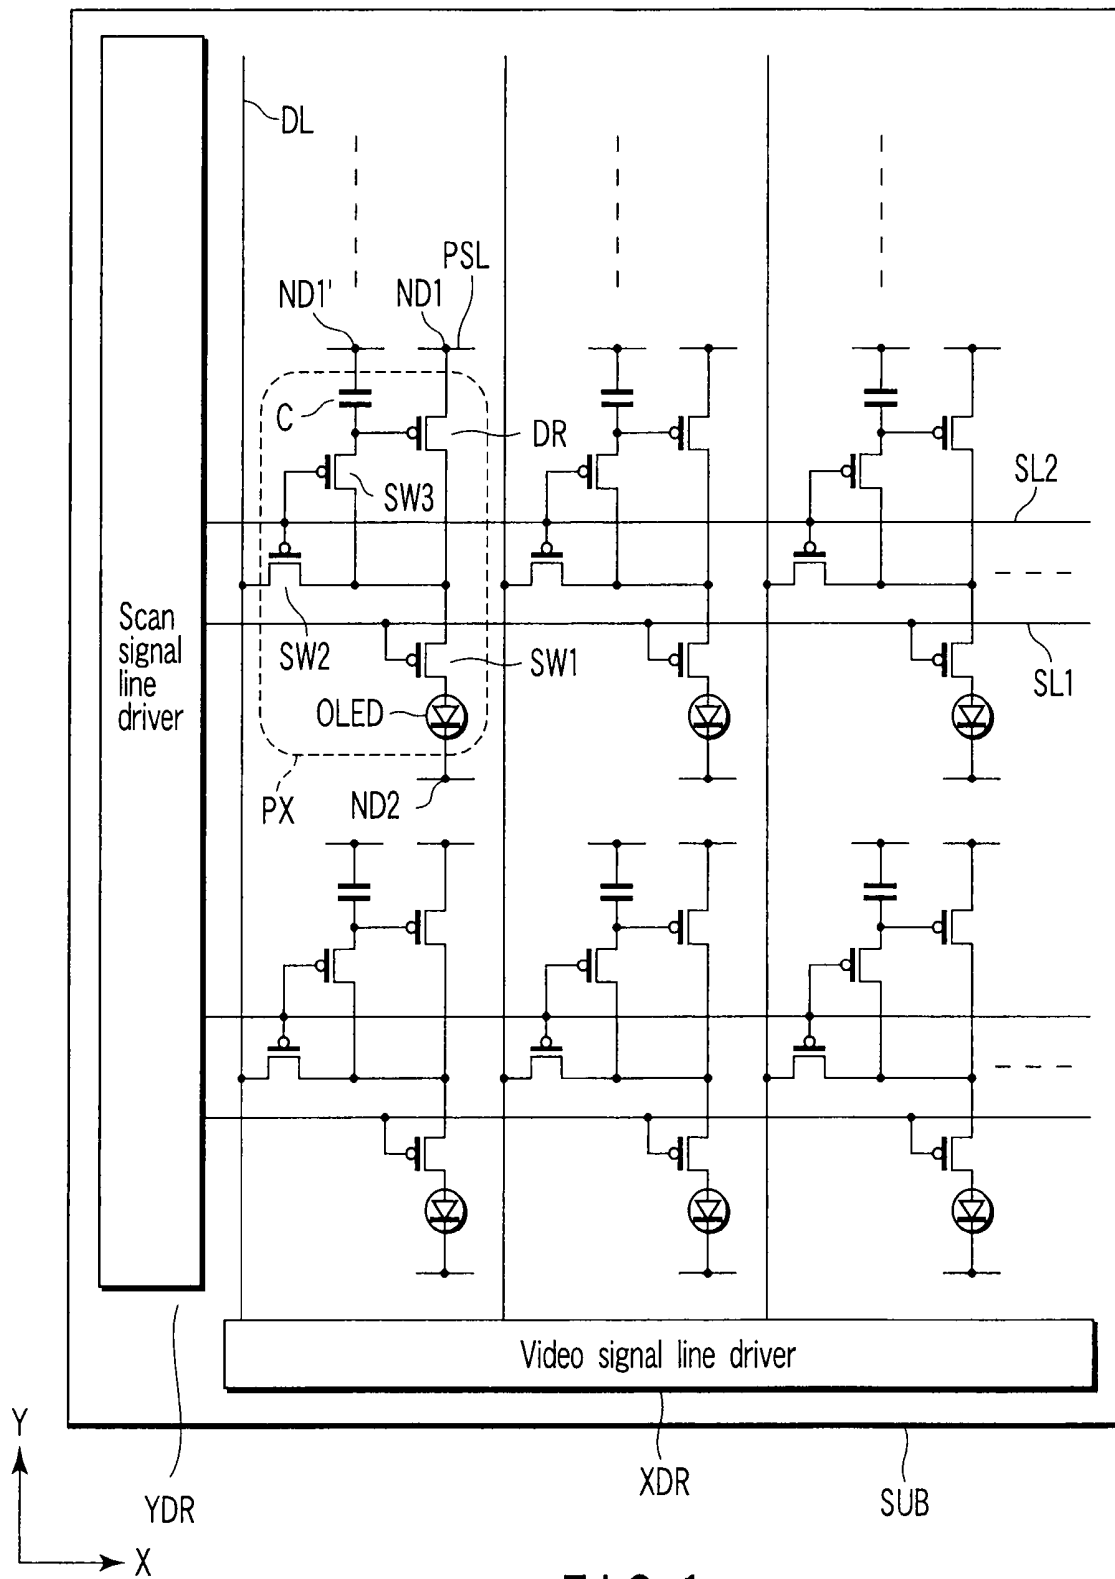 DL
PSL
ND1' ND1
C
DR
SW3
SL2
Scan
signal
line
driver
SW2
SW1
SL1
OLED
PX
ND2
Video signal line driver
Y
X
YDR
XDR
SUB